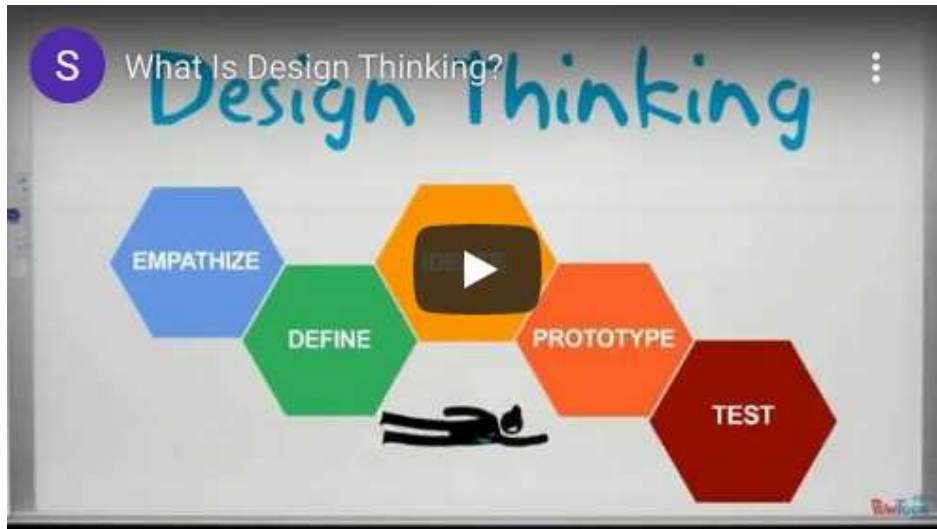 S
What Is Design Thinking?
Design Thinking
EMPATHIZE
DEFINE
PROTOTYPE
TEST